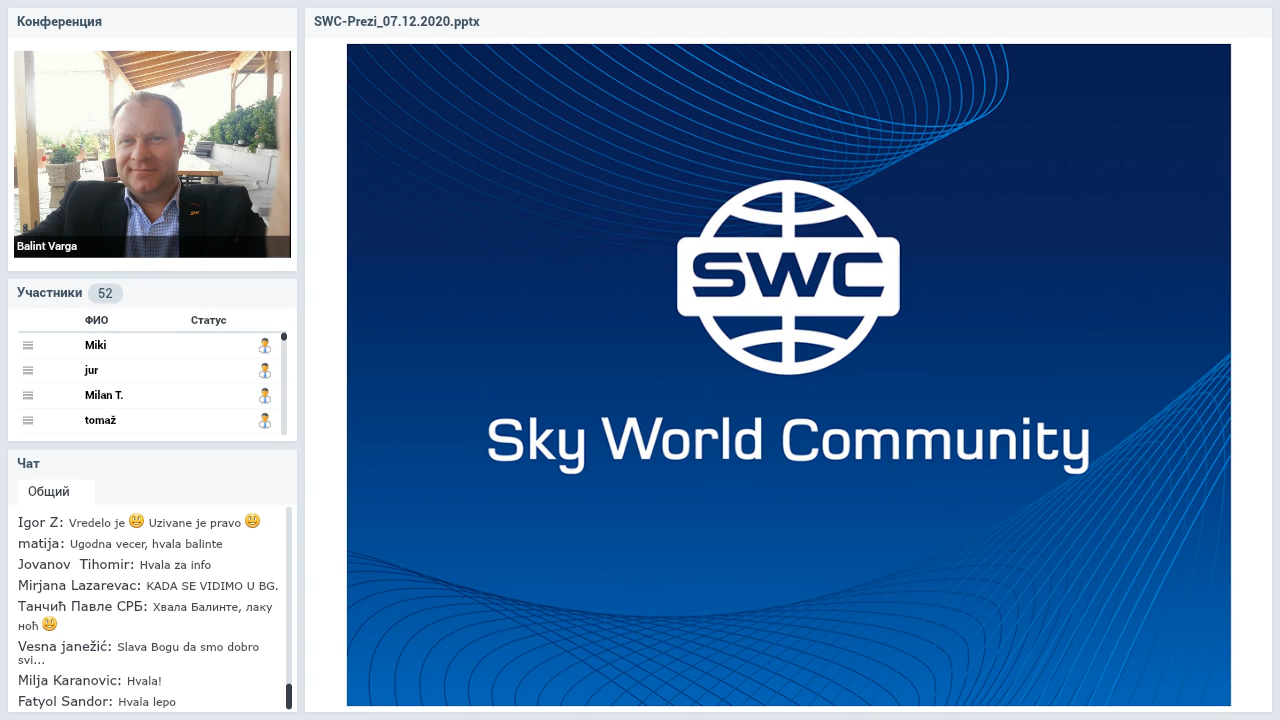 Конференция
Balint Varga
Участники 52
ФИО Статус
Miki
jur
Milan T.
tomaž
Чат
Общий
Igor Z: Vredelo je Uzivane je pravo
matija: Ugodna vecer, hvala balinte
Jovanov Tihomir: Hvala za info
Mirjana Lazarevac: KADA SE VIDIMO U BG.
Танчић Павле СРБ: Хвала Балинте, лаку
ноћ
Vesna janežić: Slava Bogu da smo dobro
svi...
Milja Karanovic: Hvala!
Fatyol Sandor: Hvala lepo
SWC-Prezi_07.12.2020.pptx
SWC
Sky World Community